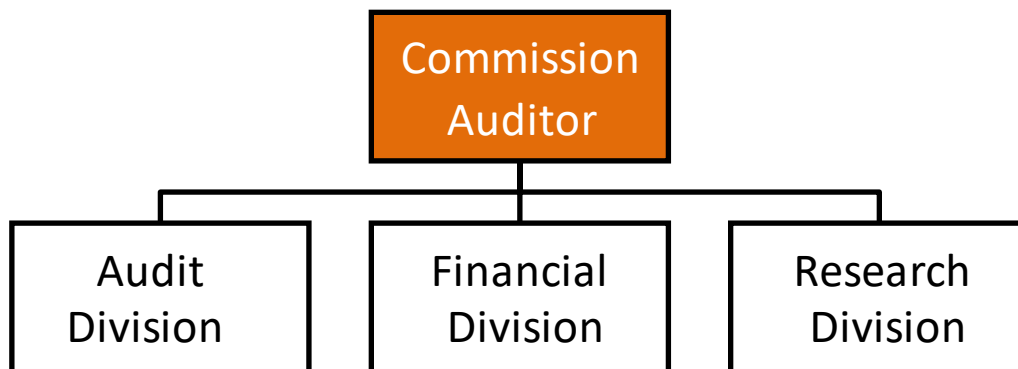 Commission
Auditor
Audit
Division
Financial
Division
Research
Division